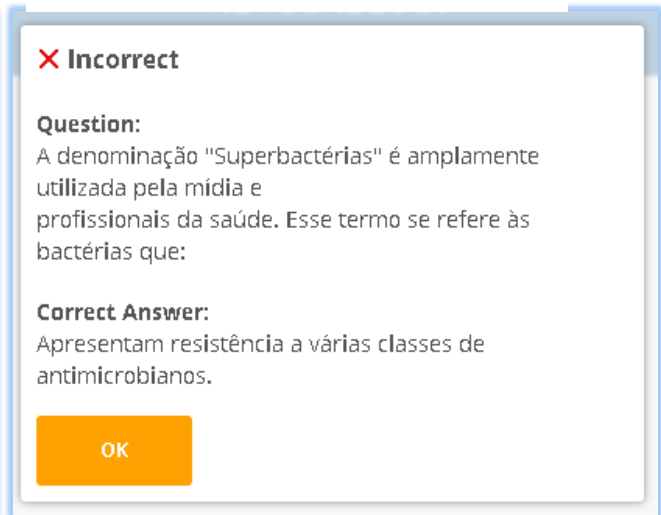 Incorrect
Question:
A denominação "Superbactérias" é amplamente
utilizada pela mídia e
profissionais da saúde. Esse termo se refere às
bactérias que:
Correct Answer:
Apresentam resistência a várias classes de
antimicrobianos.
OK